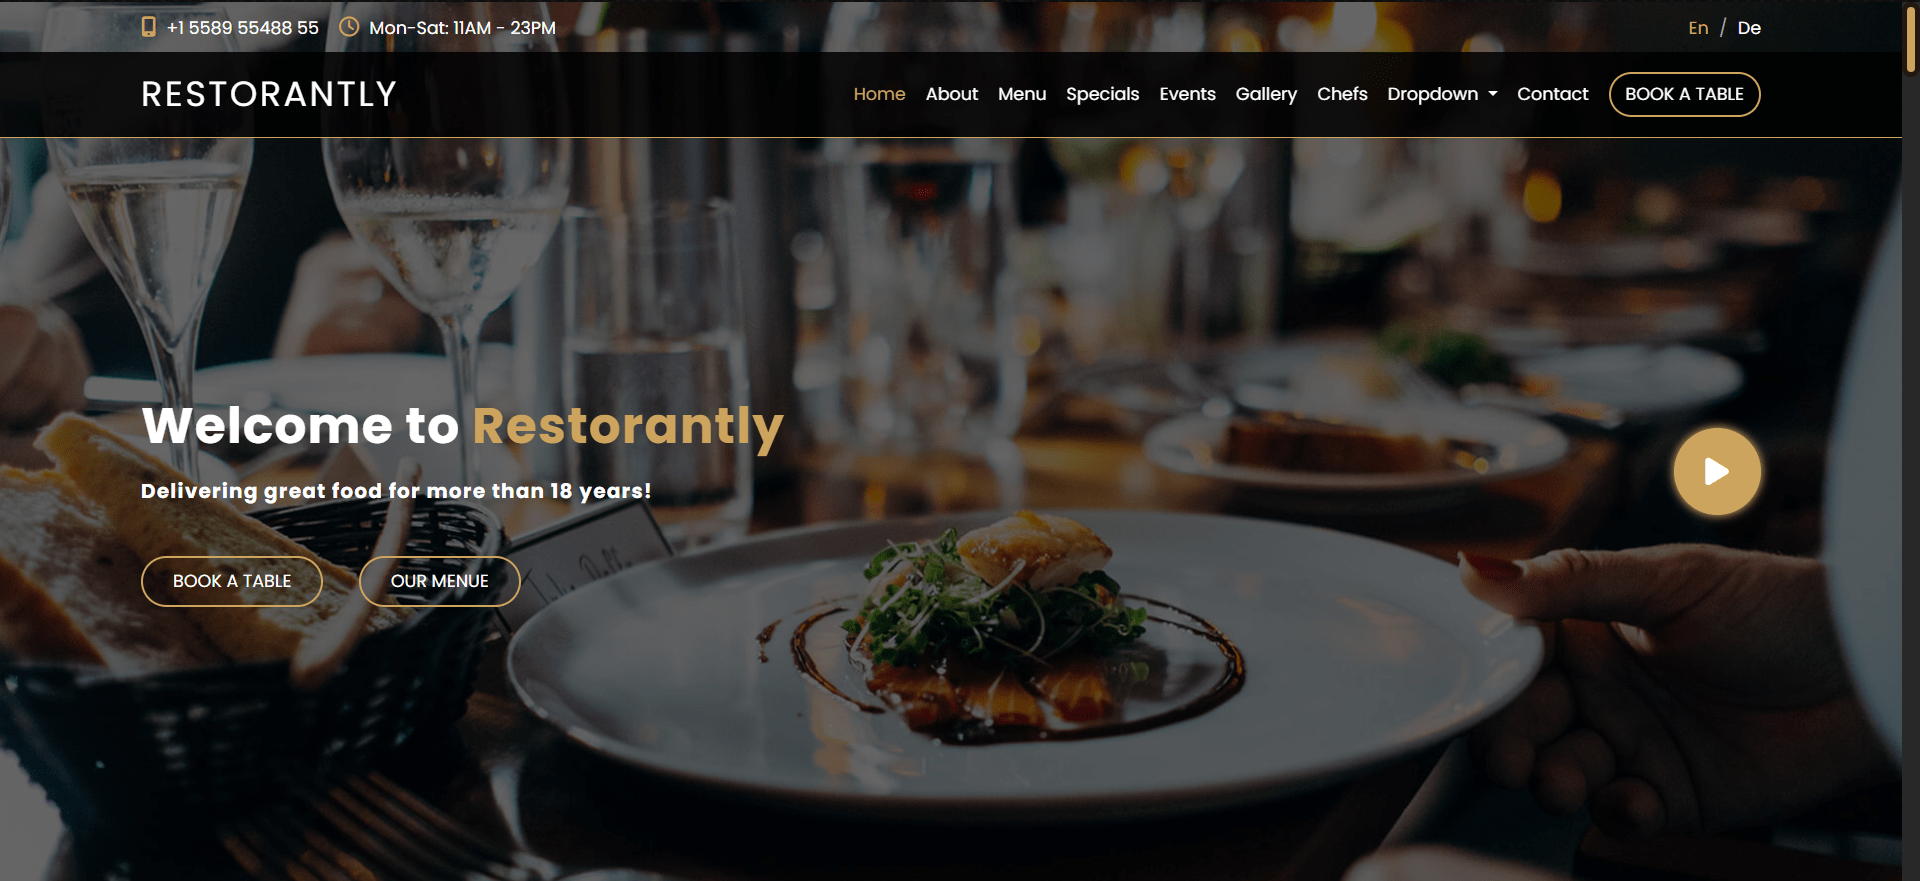 +1 5589 55488 55 Mon-Sat: 11AM - 23PM En / De
RESTORANTLY Home About Menu Specials Events Gallery Chefs Dropdown Contact BOOK A TABLE
Welcome to Restorantly
Delivering great food for more than 18 years!
BOOK A TABLE OUR MENUE